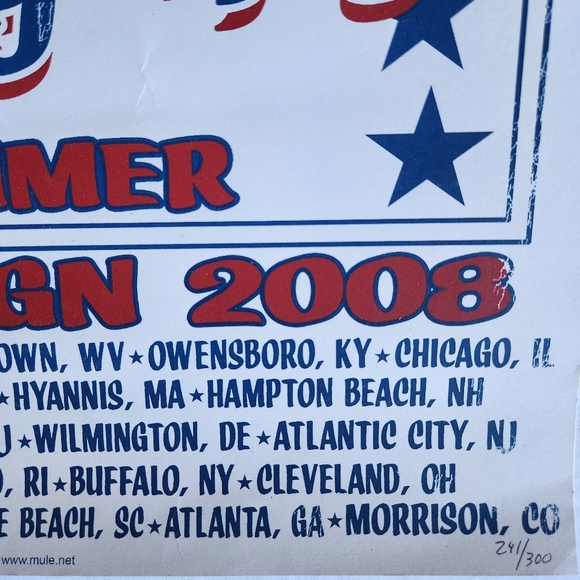 MMER
GN 2008
OWN, WV★OWENSBORO, KY★CHICAGO, IL
★HYANNIS, MA★HAMPTON BEACH, NH
J★WILMINGTON, DE★ATLANTIC CITY, NJ
, RI★BUFFALO, NY★CLEVELAND, OH
E BEACH, SC★ATLANTA, GA★MORRISON, CO
www.mule.net
241/300